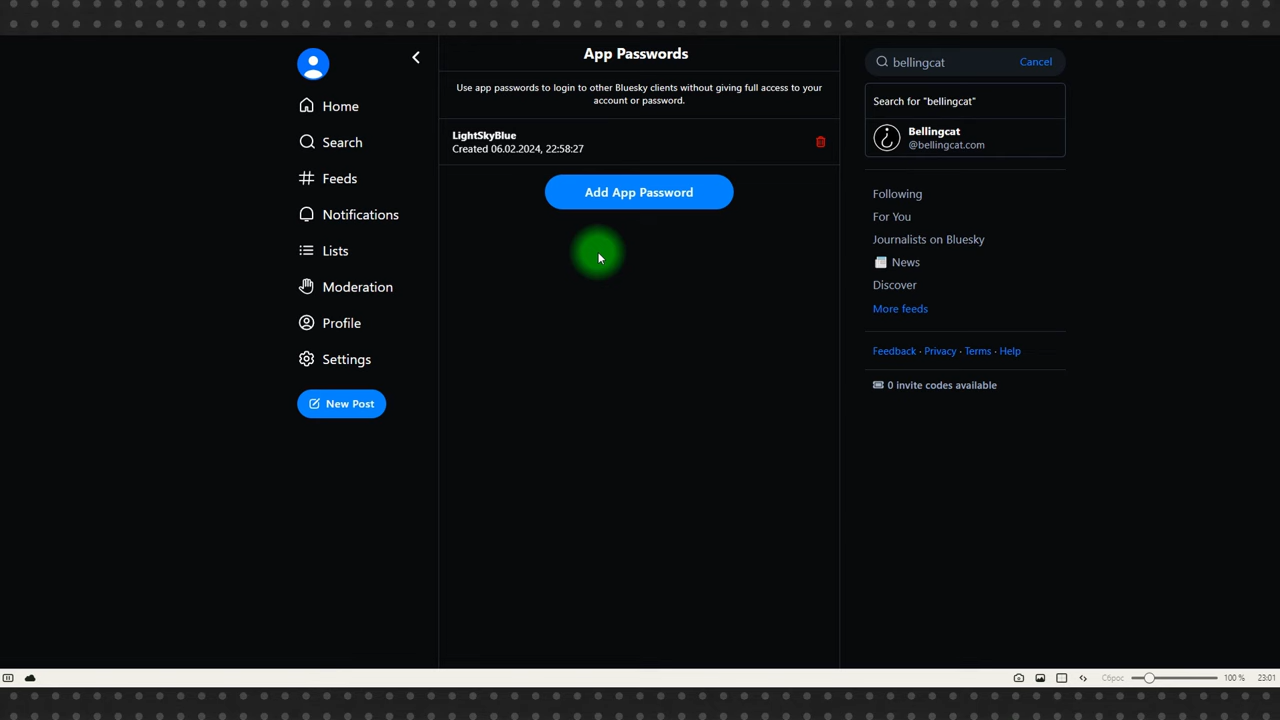 Home
Search
Feeds
Notifications
Lists
Moderation
Profile
Settings
New Post
App Passwords
Use app passwords to login to other Bluesky clients without giving full access to your
account or password.
LightSkyBlue
Created 06.02.2024, 22:58:27
Add App Password
bellingcat
Cancel
Search for "bellingcat"
Bellingcat
@bellingcat.com
Following
For You
Journalists on Bluesky
News
Discover
More feeds
Feedback · Privacy · Terms · Help
0 invite codes available
Сброс
100 %
23:01